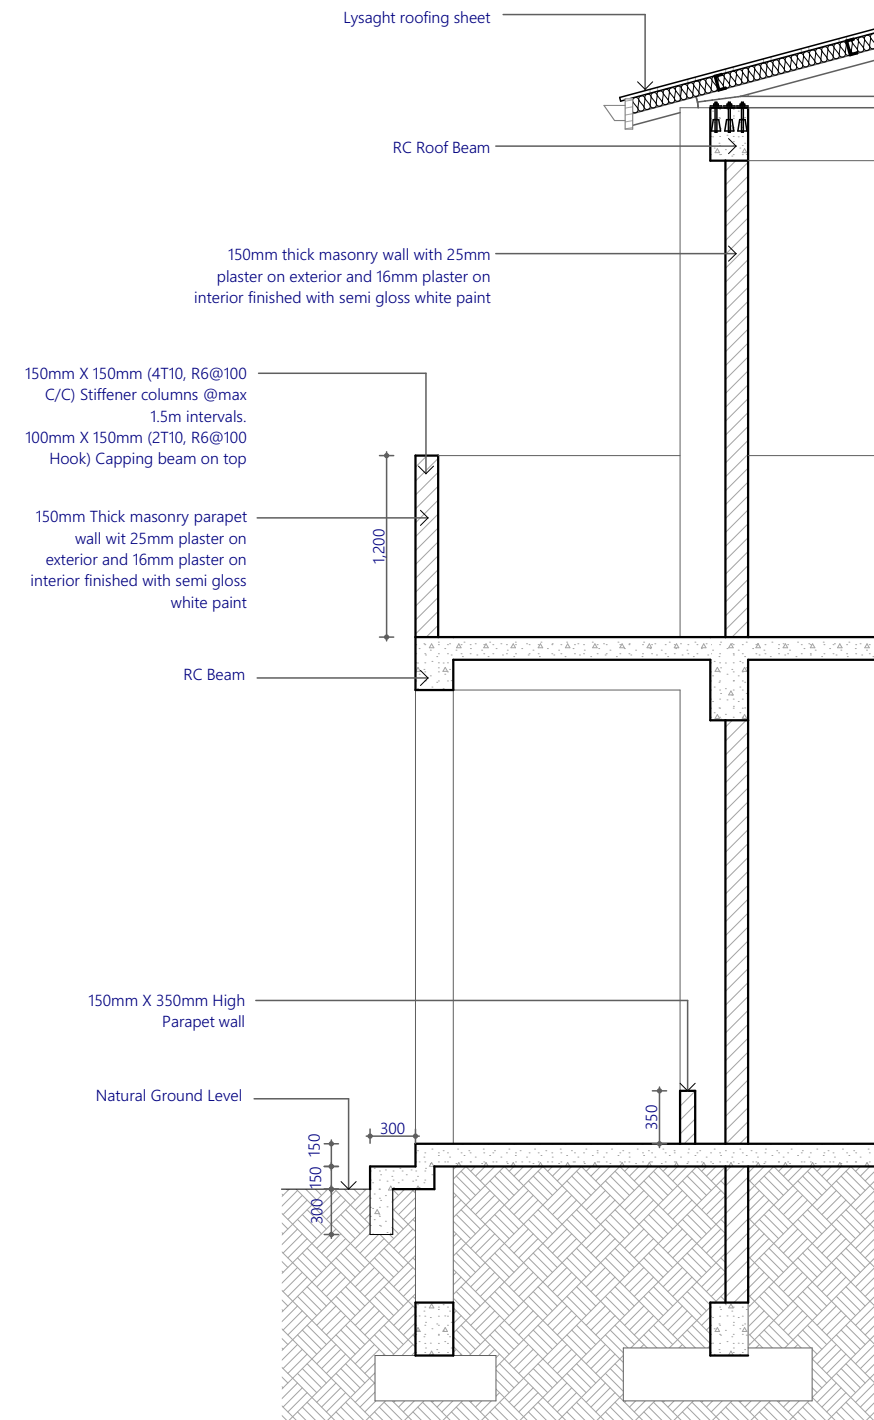 Lysaght roofing sheet
RC Roof Beam
150mm thick masonry wall with 25mm
plaster on exterior and 16mm plaster on
interior finished with semi gloss white paint
150mm X 150mm (4T10, R6@100
C/C) Stiffener columns @max
1.5m intervals.
100mm X 150mm (2T10, R6@100
Hook) Capping beam on top
150mm Thick masonry parapet
wall wit 25mm plaster on
exterior and 16mm plaster on
interior finished with semi gloss
white paint
1,200
RC Beam
150mm X 350mm High
Parapet wall
Natural Ground Level
350
300
150
150
300